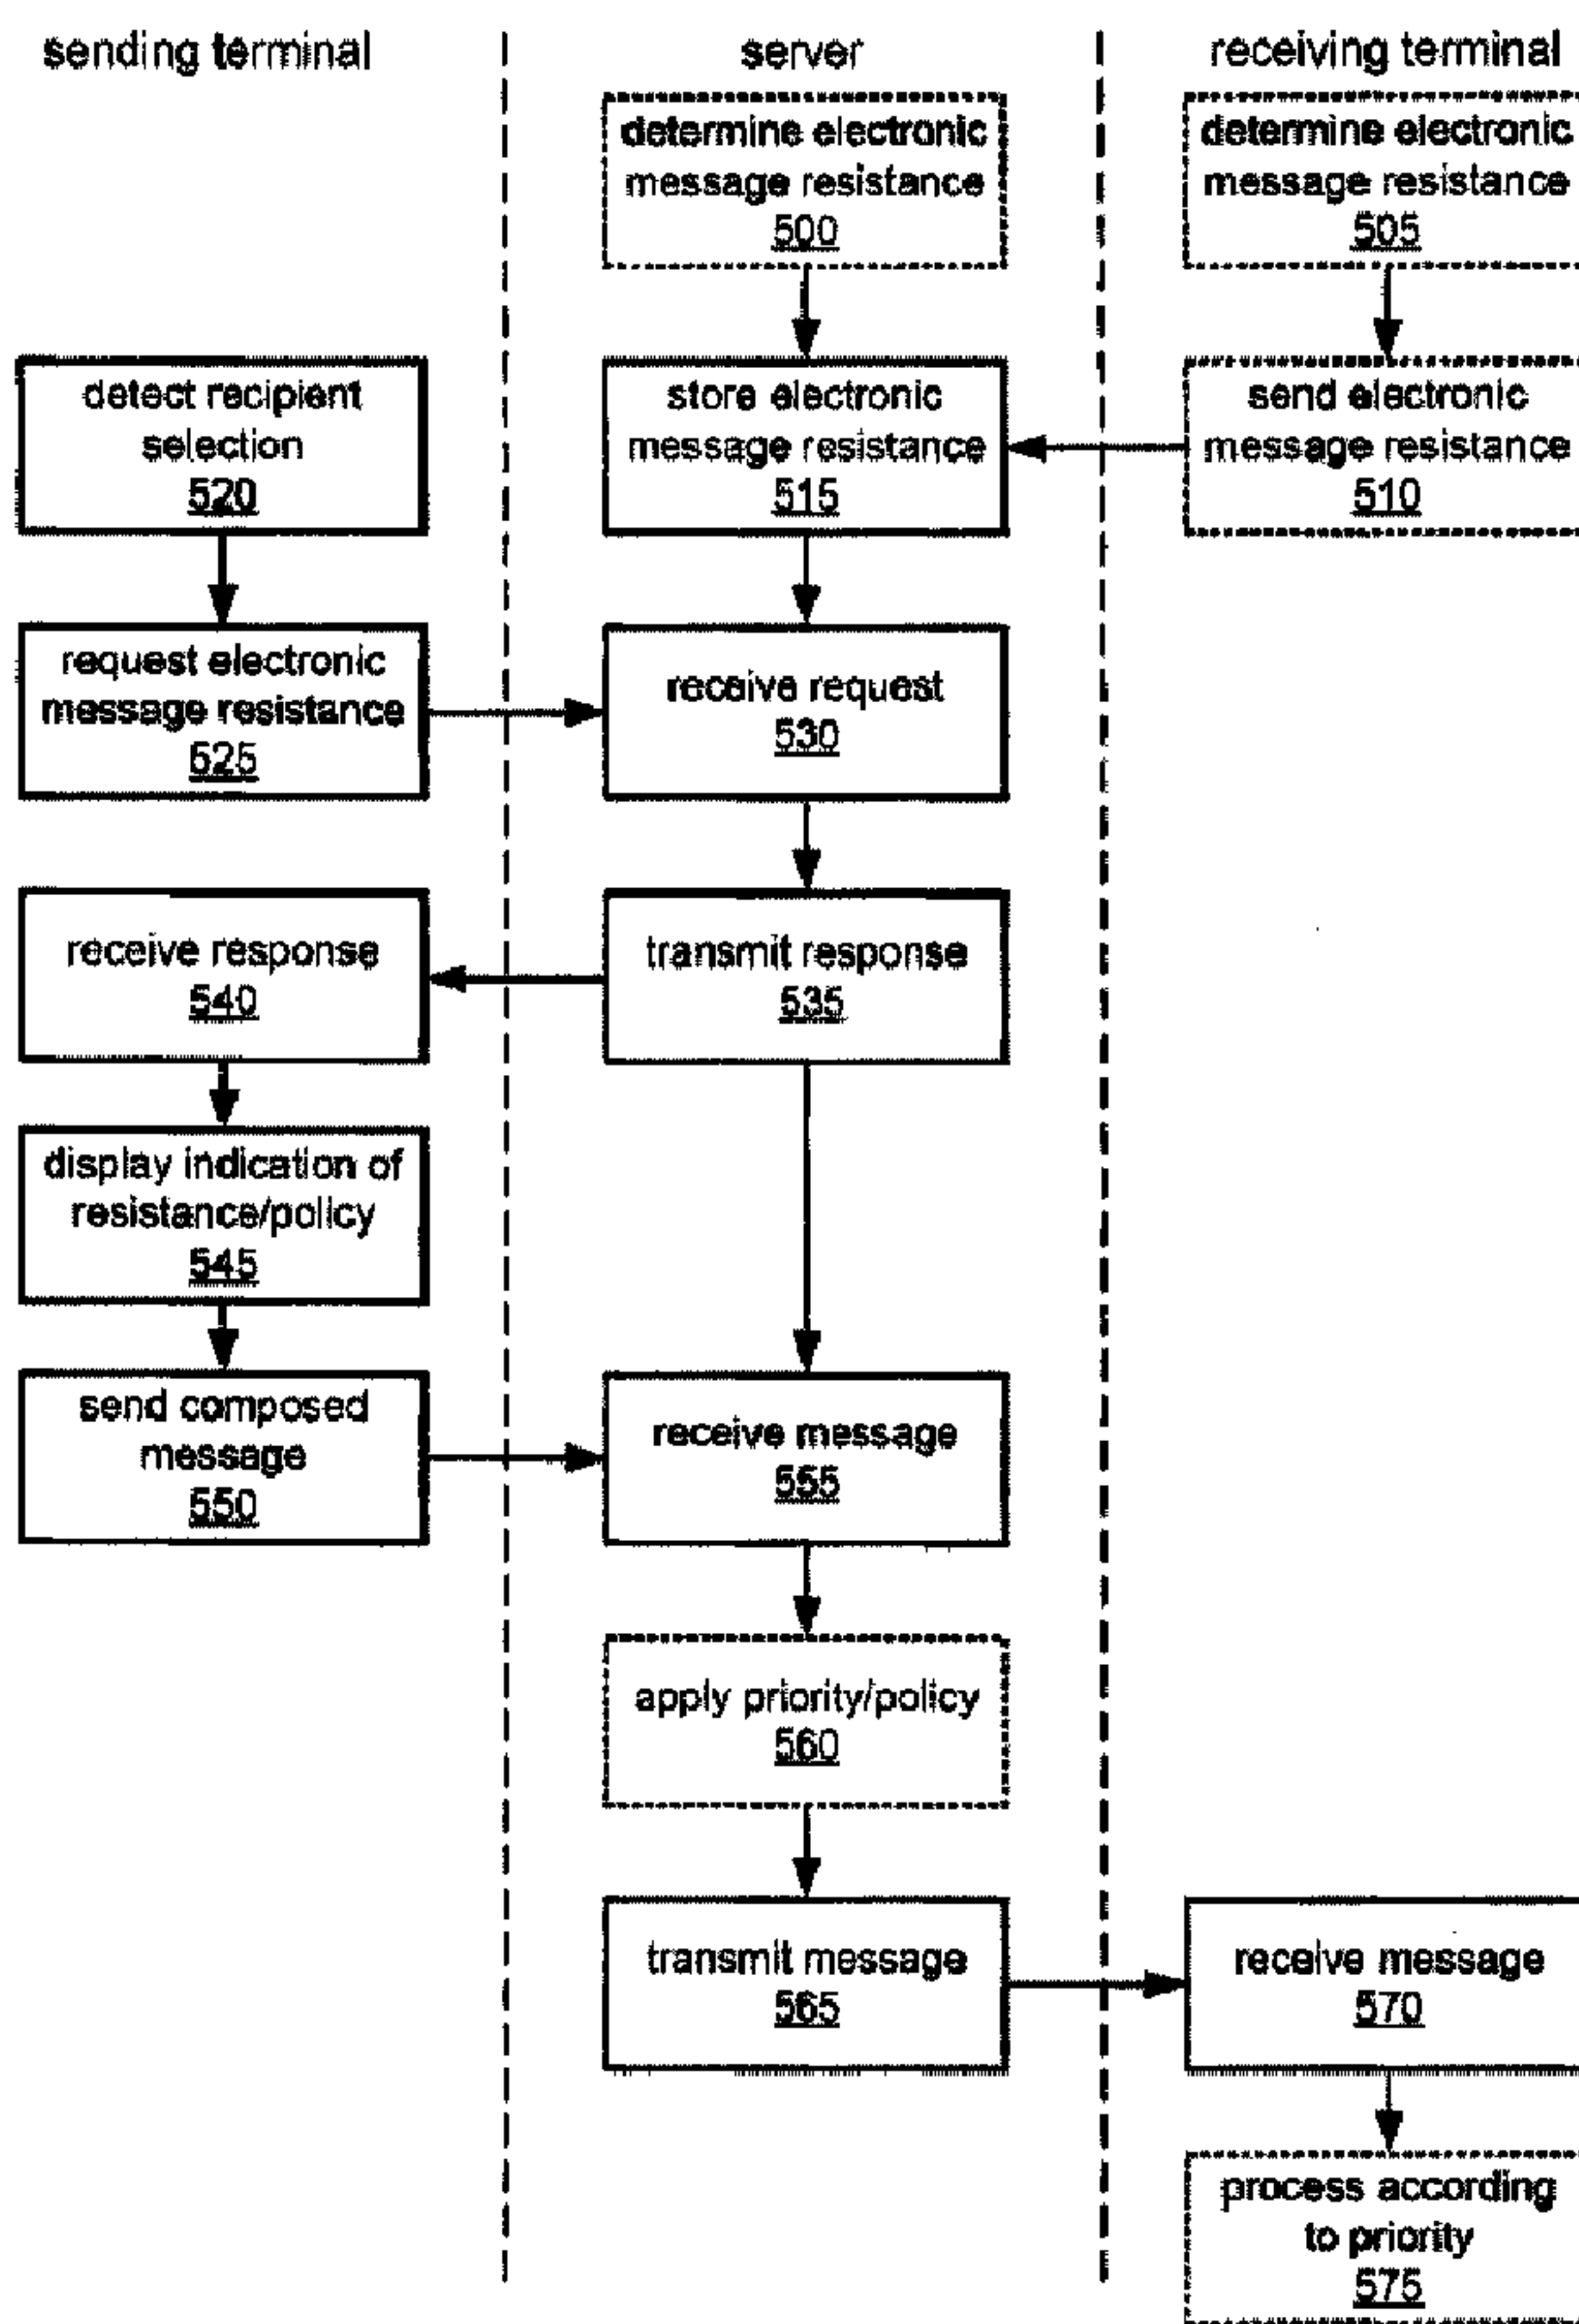 sending terminal
server
receiving terminal
determine electronic
message resistance
500
determine electronic
message resistance
505
detect recipient
selection
520
store electronic
message resistance
515
send electronic
message resistance
510
request electronic
message resistance
525
receive request
530
receive response
540
transmit response
535
display indication of
resistance/policy
545
send composed
message
550
receive message
555
apply priority/policy
560
transmit message
565
receive message
570
process according
to priority
575